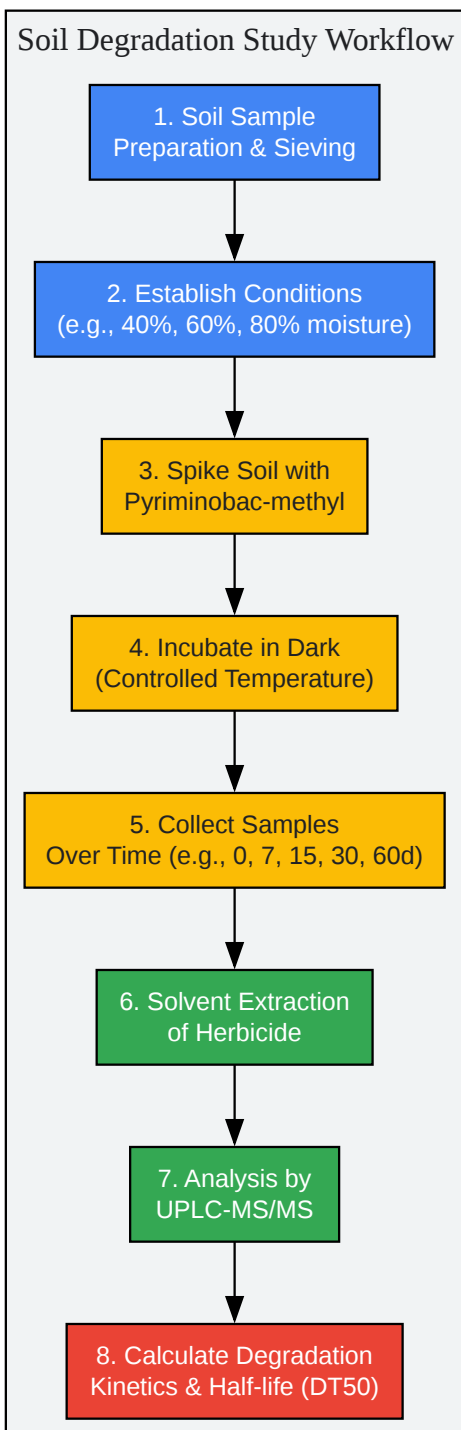 Soil Degradation Study Workflow
1. Soil Sample
Preparation & Sieving
2. Establish Conditions
(e.g., 40%, 60%, 80% moisture)
3. Spike Soil with
Pyriminobac-methyl
4. Incubate in Dark
(Controlled Temperature)
5. Collect Samples
Over Time (e.g., 0, 7, 15, 30, 60d)
6. Solvent Extraction
of Herbicide
7. Analysis by
UPLC-MS/MS
8. Calculate Degradation
Kinetics & Half-life (DT50)